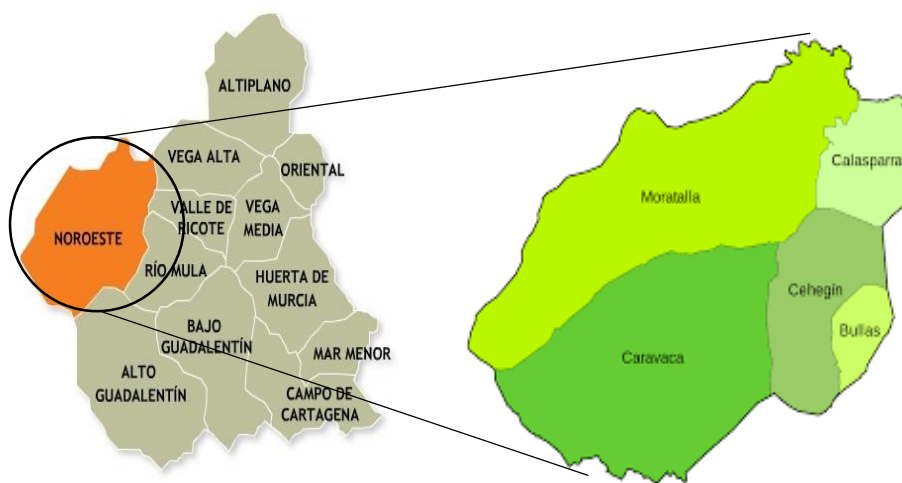 ALTIPLANO
VEGA ALTA
ORIENTAL
VALLE DE
RICOTE
VEGA
MEDIA
NOROESTE
RÍO MULA
HUERTA DE
MURCIA
BAJO
GUADALENTÍN
MAR MENOR
ALTO
GUADALENTÍN
CAMPO DE
CARTAGENA
Calasparra
Moratalla
Cehegín
Bullas
Caravaca